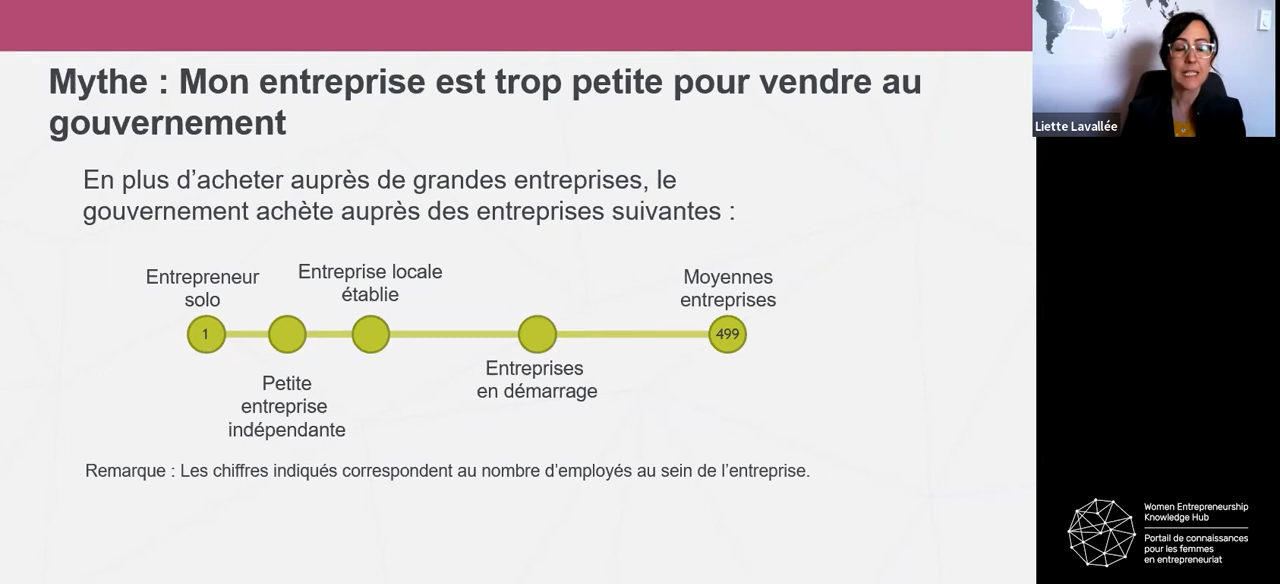 Mythe : Mon entreprise est trop petite pour vendre au
gouvernement
En plus d’acheter auprès de grandes entreprises, le
gouvernement achète auprès des entreprises suivantes :
Entrepreneur
solo
Entreprise locale
établie
Moyennes
entreprises
1
499
Petite
entreprise
indépendante
Entreprises
en démarrage
Remarque : Les chiffres indiqués correspondent au nombre d’employés au sein de l’entreprise.
Liette Lavallée
Women Entrepreneurship
Knowledge Hub
Portail de connaissances
pour les femmes
en entrepreneuriat